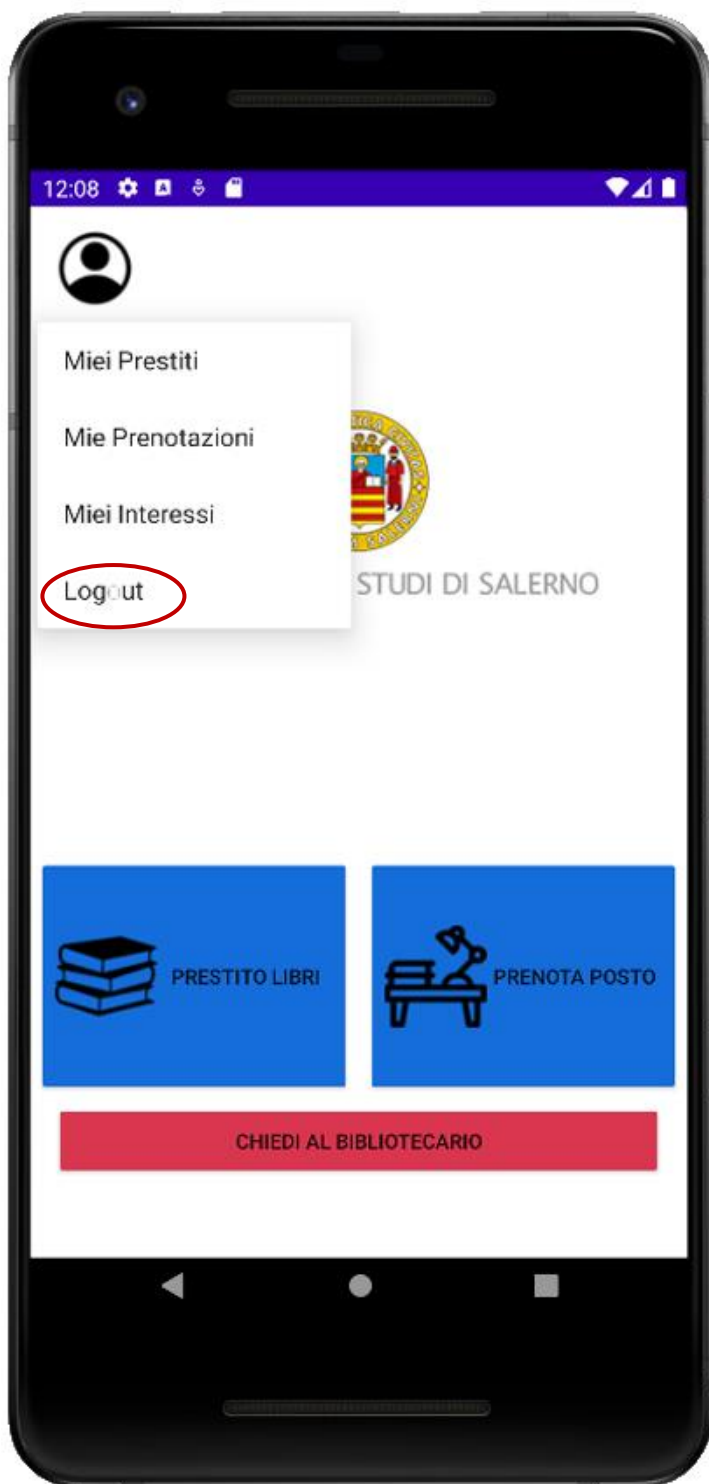 12:08
Miei Prestiti
Mie Prenotazioni
Miei Interessi
Logout
STUDI DI SALERNO
PRESTITO LIBRI
PRENOTA POSTO
CHIEDI AL BIBLIOTECARIO